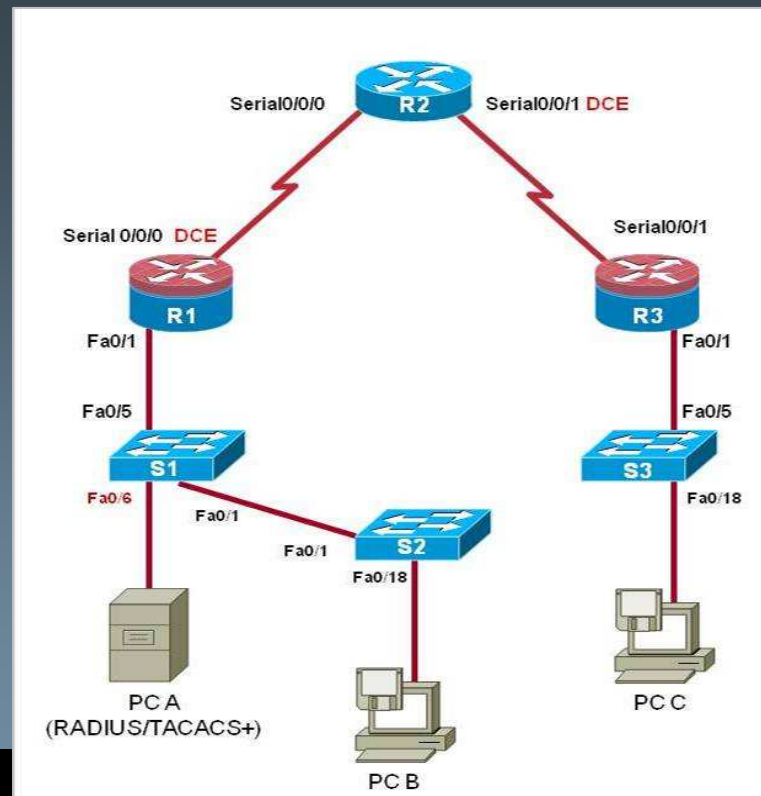 R2
Serial0/0/0
Serial0/0/1 DCE
Serial 0/0/0 DCE
Serial0/0/1
R1
R3
Fa0/1
Fa0/1
Fa0/5
Fa0/5
S1
S3
Fa0/6
Fa0/18
Fa0/1
Fa0/1
S2
Fa0/18
PC A
(RADIUS/TACACS+)
PC C
PC B